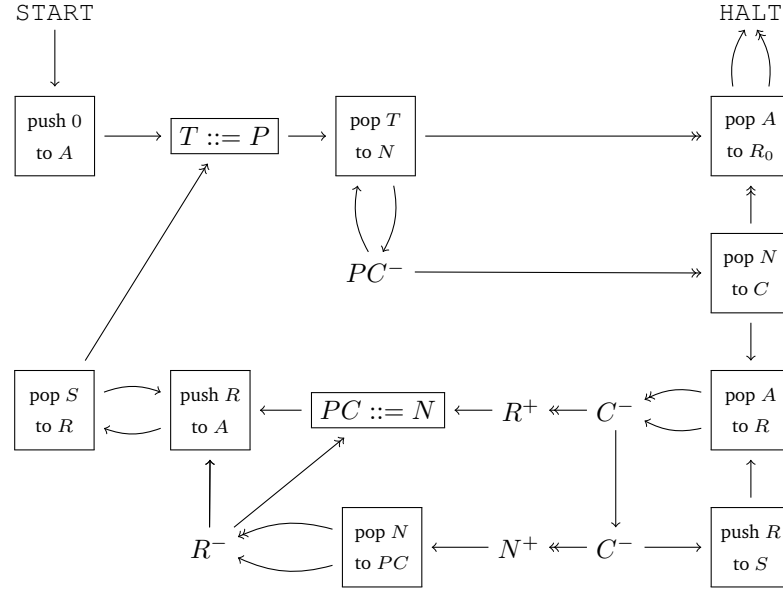 START
HALT
push 0
to A
T ::= P
pop T
to N
pop A
to R₀
PC⁻
pop N
to C
pop S
to R
push R
to A
PC ::= N
R⁺
C⁻
pop A
to R
R⁻
pop N
to PC
N⁺
C⁻
push R
to S